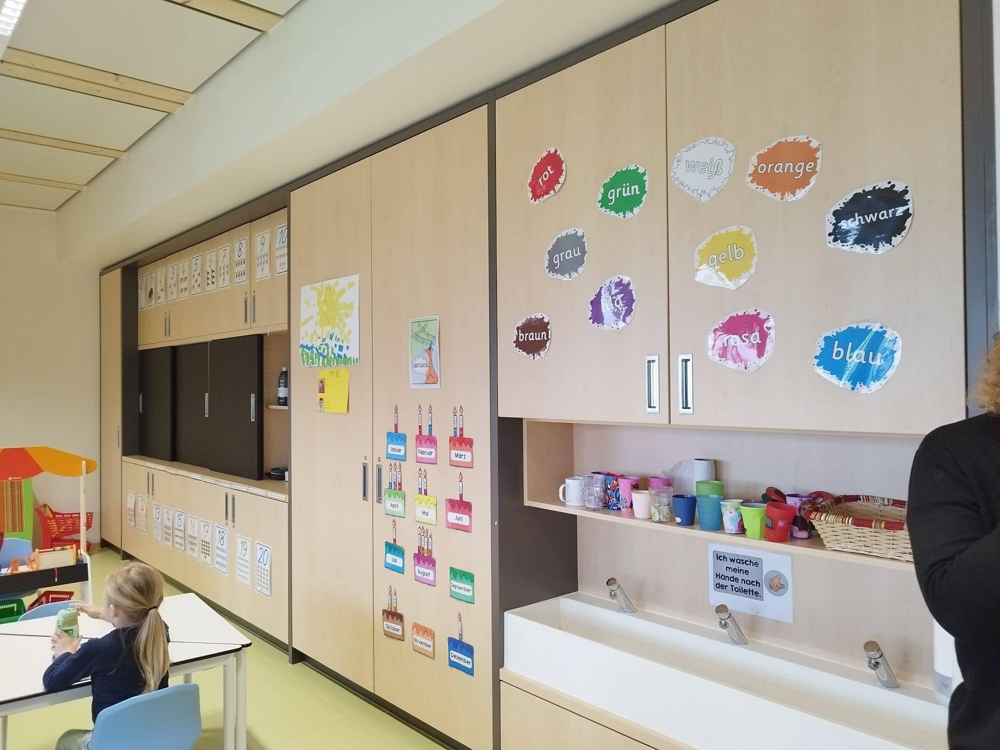 rot
grün
weiß
orange
schwarz
grau
gelb
lila
braun
rosa
blau
0
1
2
3
4
5
6
7
8
9
10
GEBURTSTAGSKIND
Januar
Februar
März
April
Mai
Juni
Juli
August
September
Oktober
November
Dezember
11
12
13
14
15
16
17
18
19
20
Ich wasche
meine
Hände nach
der Toilette.